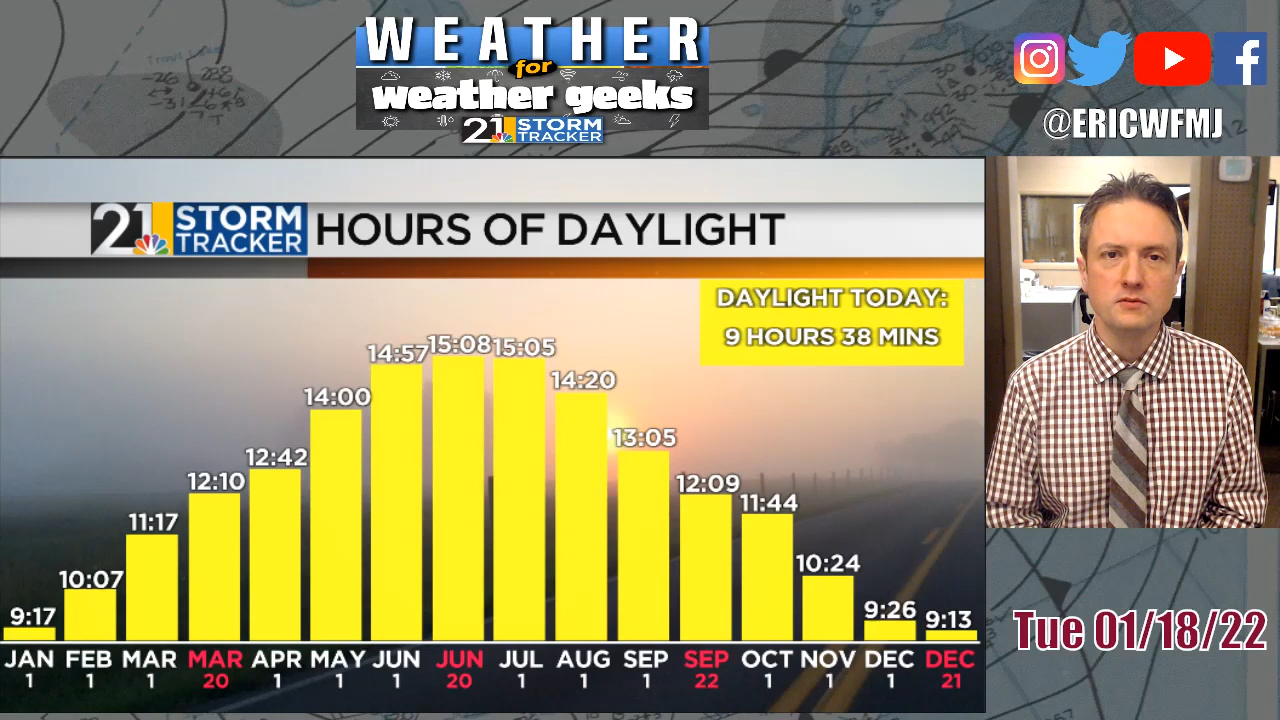 WEATHER
for
weather geeks
21 STORM
TRACKER
@ERICWFMJ
21 STORM
TRACKER
HOURS OF DAYLIGHT
DAYLIGHT TODAY:
9 HOURS 38 MINS
9:17 10:07 11:17 12:10 12:42 14:00 14:57 15:08 15:05 14:20 13:05 12:09 11:44 10:24 9:26 9:13
JAN FEB MAR MAR APR MAY JUN JUN JUL AUG SEP SEP OCT NOV DEC DEC
1 1 1 20 1 1 1 20 1 1 1 22 1 1 1 21
Tue 01/18/22